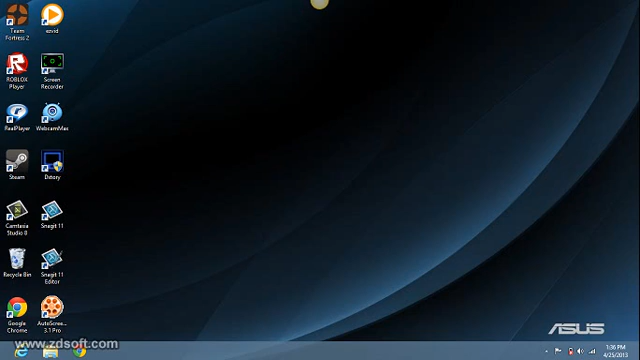 Team
Fortress 2
ezvid
ROBLOX
Player
Screen
Recorder
RealPlayer
WebcamMax
Steam
Dxtory
Camtasia
Studio 8
Snagit 11
Recycle Bin
Snagit 11
Editor
Google
Chrome
AutoScree...
3.1 Pro
ASUS
www.zdsoft.com
1:36 PM
4/25/2013